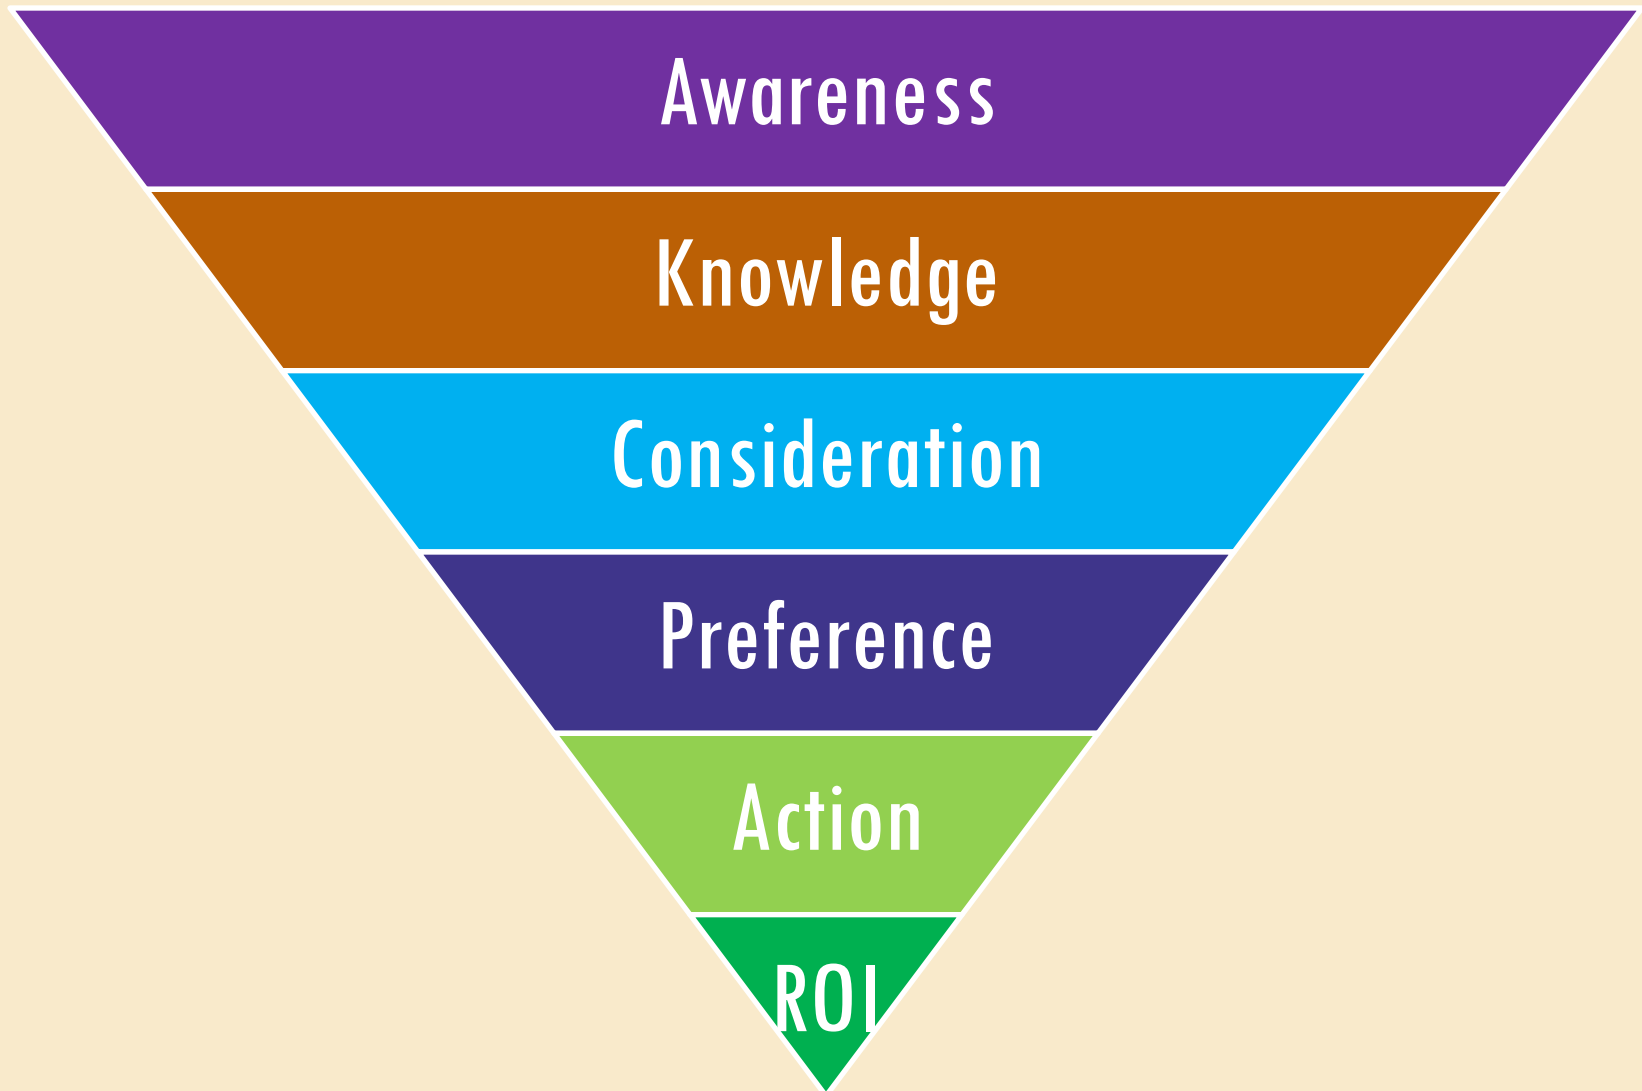 Awareness
Knowledge
Consideration
Preference
Action
ROI